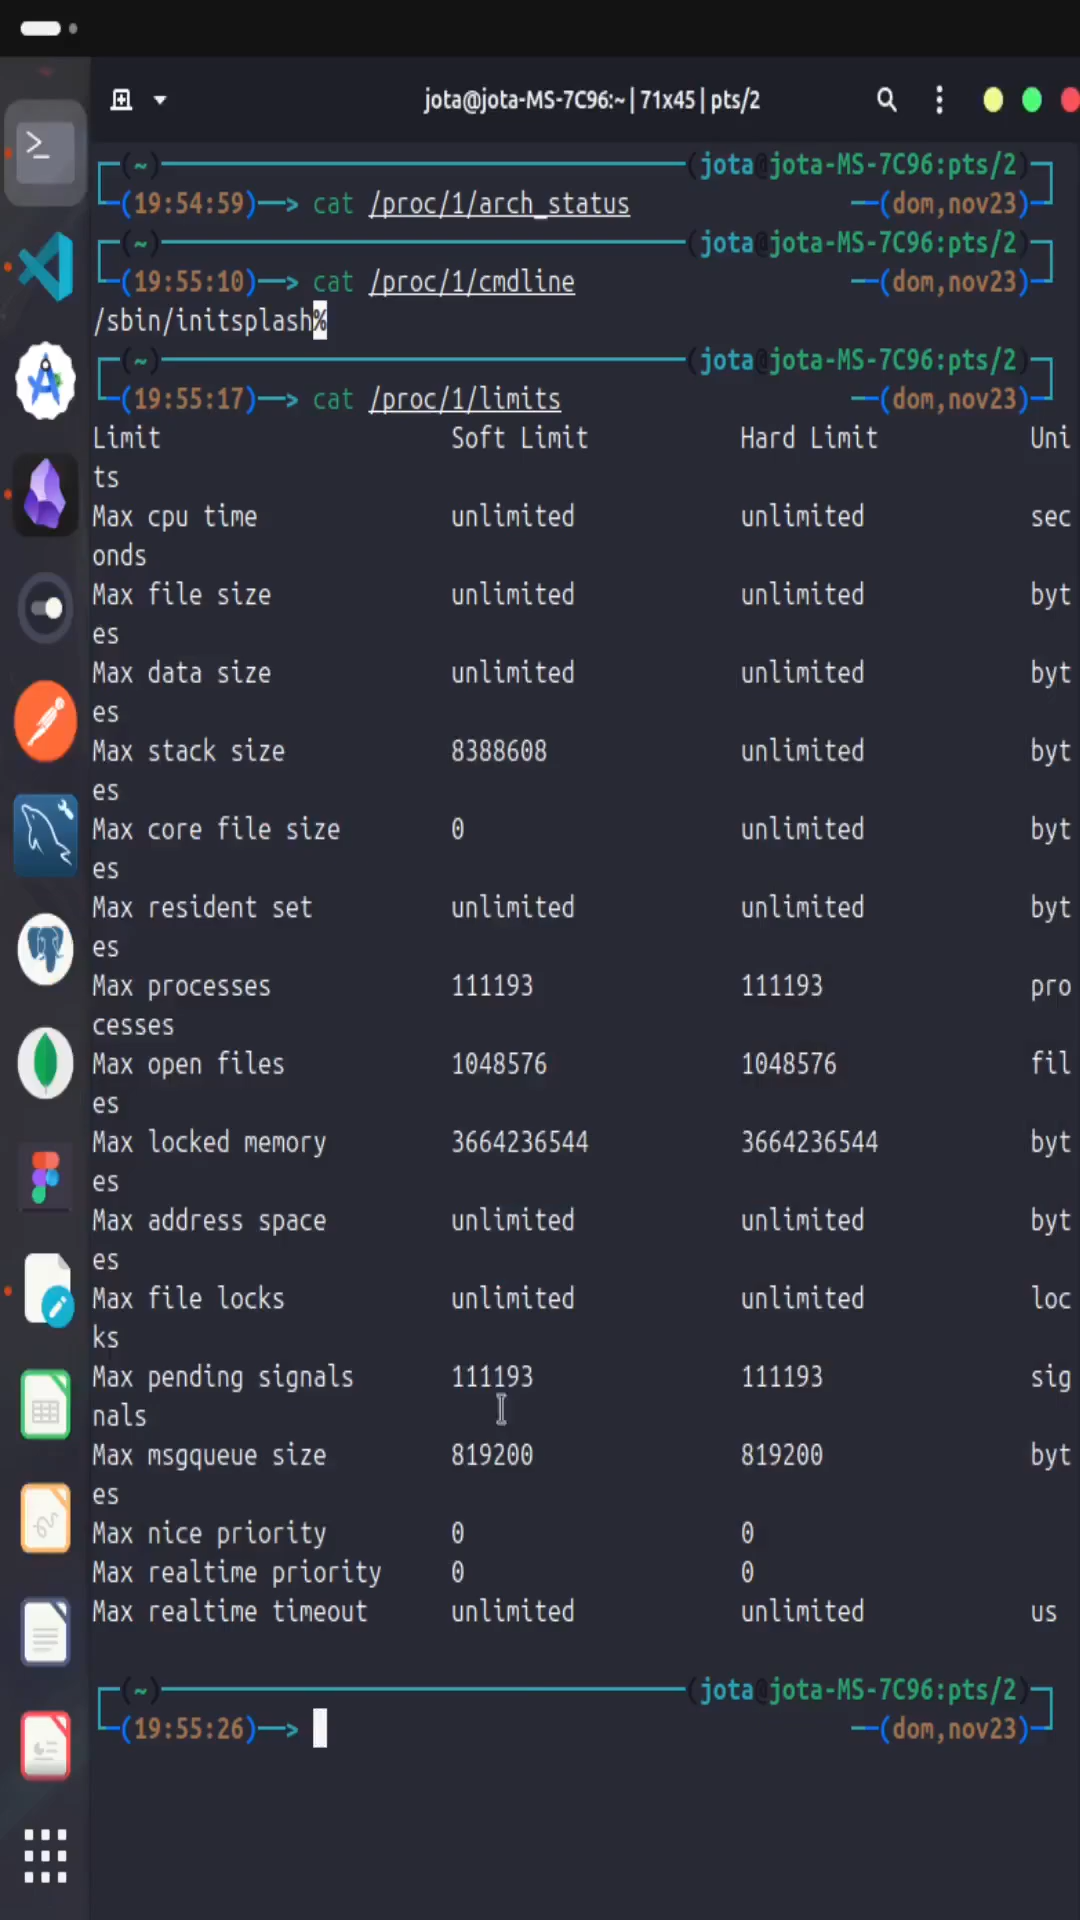 jota@jota-MS-7C96:~ | 71x45 | pts/2
(~) (jota@jota-MS-7C96:pts/2)
(19:54:59)—> cat /proc/1/arch_status —(dom,nov23)
(~) (jota@jota-MS-7C96:pts/2)
(19:55:10)—> cat /proc/1/cmdline —(dom,nov23)
/sbin/initsplash%
(~) (jota@jota-MS-7C96:pts/2)
(19:55:17)—> cat /proc/1/limits —(dom,nov23)
Limit Soft Limit Hard Limit Uni
ts
Max cpu time unlimited unlimited sec
onds
Max file size unlimited unlimited byt
es
Max data size unlimited unlimited byt
es
Max stack size 8388608 unlimited byt
es
Max core file size 0 unlimited byt
es
Max resident set unlimited unlimited byt
es
Max processes 111193 111193 pro
cesses
Max open files 1048576 1048576 fil
es
Max locked memory 3664236544 3664236544 byt
es
Max address space unlimited unlimited byt
es
Max file locks unlimited unlimited loc
ks
Max pending signals 111193 111193 sig
nals
Max msgqueue size 819200 819200 byt
es
Max nice priority 0 0
Max realtime priority 0 0
Max realtime timeout unlimited unlimited us
(~) (jota@jota-MS-7C96:pts/2)
(19:55:26)—> —(dom,nov23)